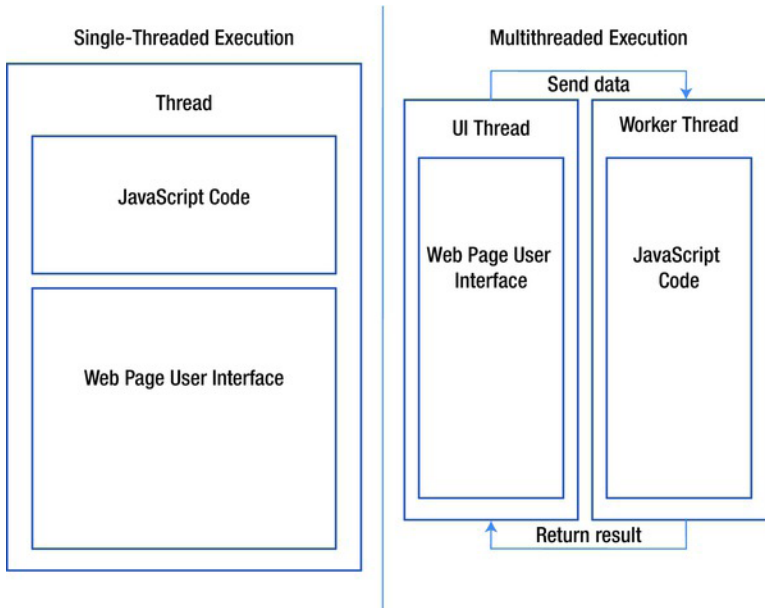 Single-Threaded Execution
Thread
JavaScript Code
Web Page User Interface
Multithreaded Execution
Send data
UI Thread
Web Page User
Interface
Worker Thread
JavaScript
Code
Return result